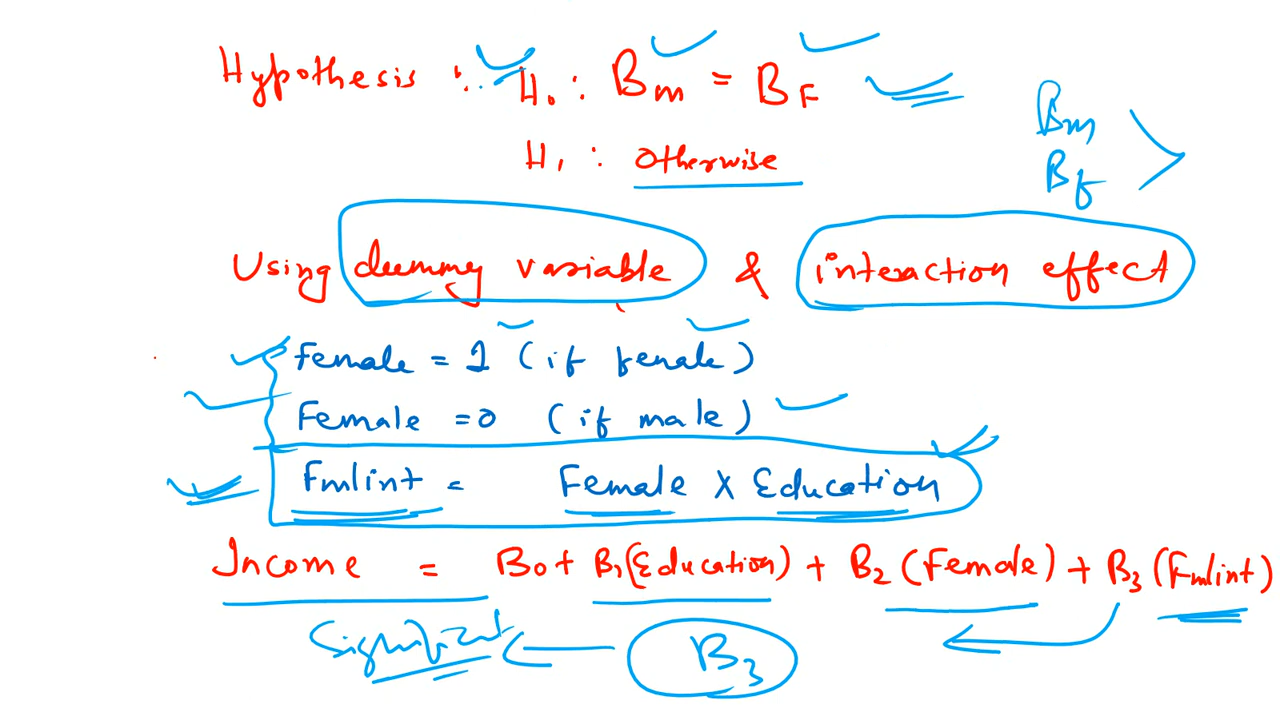 Hypothesis : H₀ : Bm = BF
H₁ : Otherwise
Bm
Bf
Using dummy variable & interaction effect
Female = 1 (if female)
Female = 0 (if male)
Fmlint = Female X Education
Income = B₀ + B₁(Education) + B₂ (Female) + B₃ (Fmlint)
Significant B₃